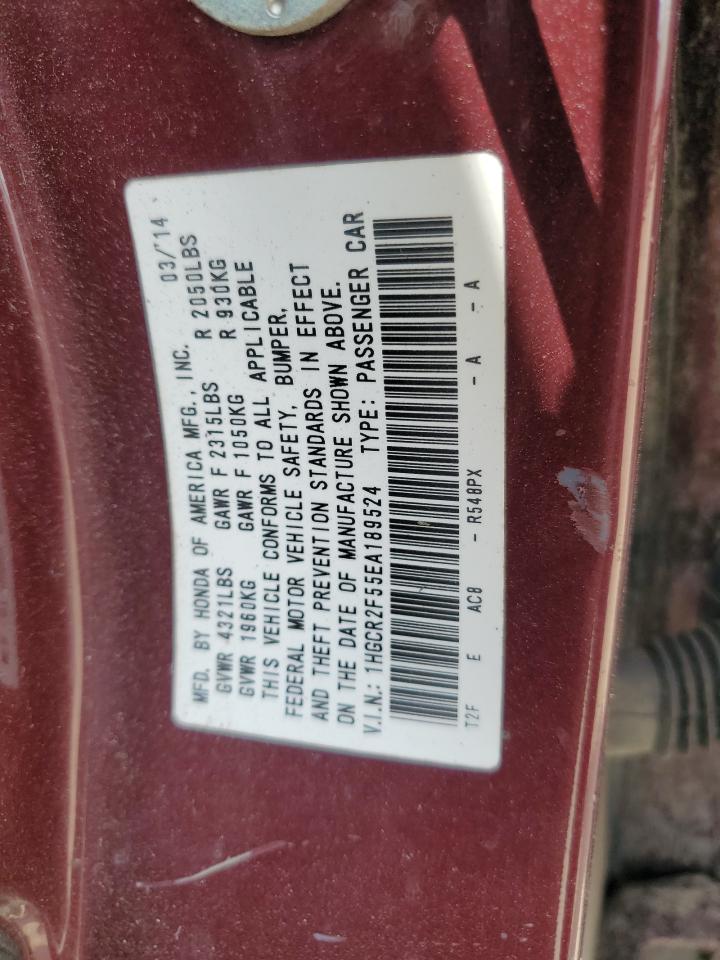 MFD. BY HONDA OF AMERICA MFG., INC. 03/'14
GVWR 4321LBS GAWR F 2315LBS R 2050LBS
GVWR 1960KG GAWR F 1050KG R 930KG
THIS VEHICLE CONFORMS TO ALL APPLICABLE
FEDERAL MOTOR VEHICLE SAFETY, BUMPER,
AND THEFT PREVENTION STANDARDS IN EFFECT
ON THE DATE OF MANUFACTURE SHOWN ABOVE.
V.I.N.: 1HGCR2F55EA189524 TYPE: PASSENGER CAR
T2F E AC8 - R548PX - A - A